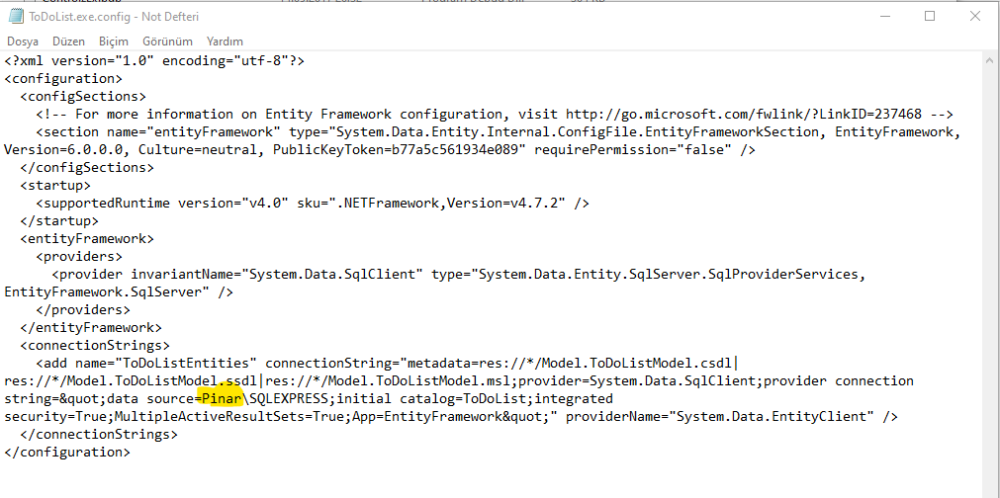 ToDoList.exe.config - Not Defteri
Dosya Düzen Biçim Görünüm Yardım
<?xml version="1.0" encoding="utf-8"?>
<configuration>
  <configSections>
    <!-- For more information on Entity Framework configuration, visit http://go.microsoft.com/fwlink/?LinkID=237468 -->
    <section name="entityFramework" type="System.Data.Entity.Internal.ConfigFile.EntityFrameworkSection, EntityFramework,
Version=6.0.0.0, Culture=neutral, PublicKeyToken=b77a5c561934e089" requirePermission="false" />
  </configSections>
  <startup>
    <supportedRuntime version="v4.0" sku=".NETFramework,Version=v4.7.2" />
  </startup>
  <entityFramework>
    <providers>
      <provider invariantName="System.Data.SqlClient" type="System.Data.Entity.SqlServer.SqlProviderServices,
EntityFramework.SqlServer" />
    </providers>
  </entityFramework>
  <connectionStrings>
    <add name="ToDoListEntities" connectionString="metadata=res://*/Model.ToDoListModel.csdl|
res://*/Model.ToDoListModel.ssdl|res://*/Model.ToDoListModel.msl;provider=System.Data.SqlClient;provider connection
string=&quot;data source=Pinar\SQLEXPRESS;initial catalog=ToDoList;integrated
security=True;MultipleActiveResultSets=True;App=EntityFramework&quot;" providerName="System.Data.EntityClient" />
  </connectionStrings>
</configuration>